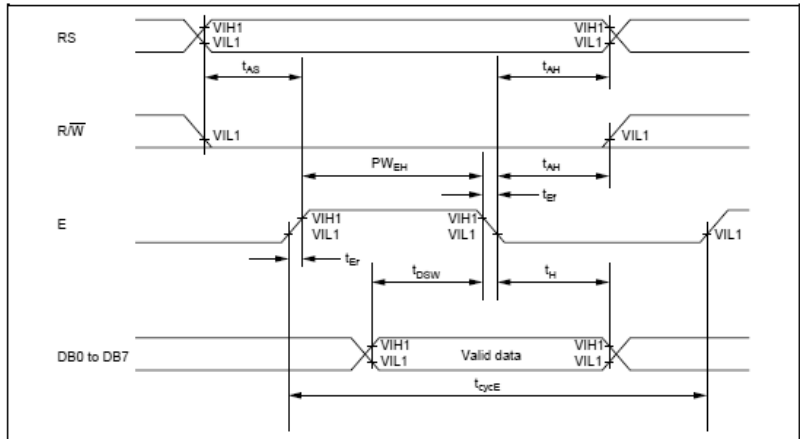 RS
VIH1
VIL1
VIH1
VIL1
tAS
tAH
R/W̅
VIL1
VIL1
PWEH
tAH
tEf
E
VIH1
VIL1
VIH1
VIL1
VIL1
tEr
tDSW
tH
DB0 to DB7
VIH1
VIL1
Valid data
VIH1
VIL1
tcycE